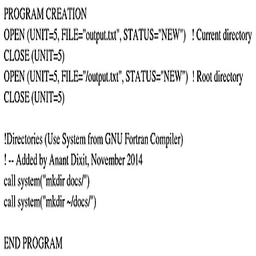 PROGRAM CREATION
OPEN (UNIT=5, FILE="output.txt", STATUS="NEW") ! Current directory
CLOSE (UNIT=5)
OPEN (UNIT=5, FILE="/output.txt", STATUS="NEW") ! Root directory
CLOSE (UNIT=5)
!Directories (Use System from GNU Fortran Compiler)
! -- Added by Anant Dixit, November 2014
call system("mkdir docs/")
call system("mkdir ~/docs/")
END PROGRAM